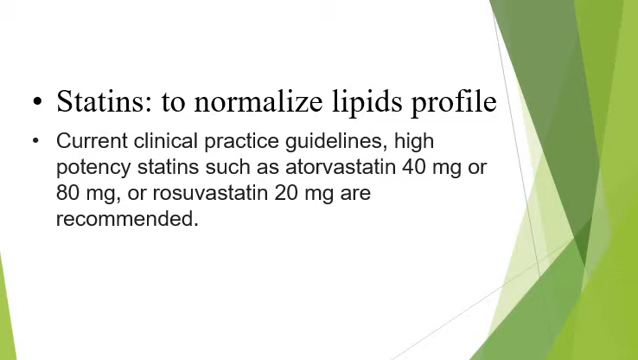 • Statins: to normalize lipids profile
• Current clinical practice guidelines, high
potency statins such as atorvastatin 40 mg or
80 mg, or rosuvastatin 20 mg are
recommended.